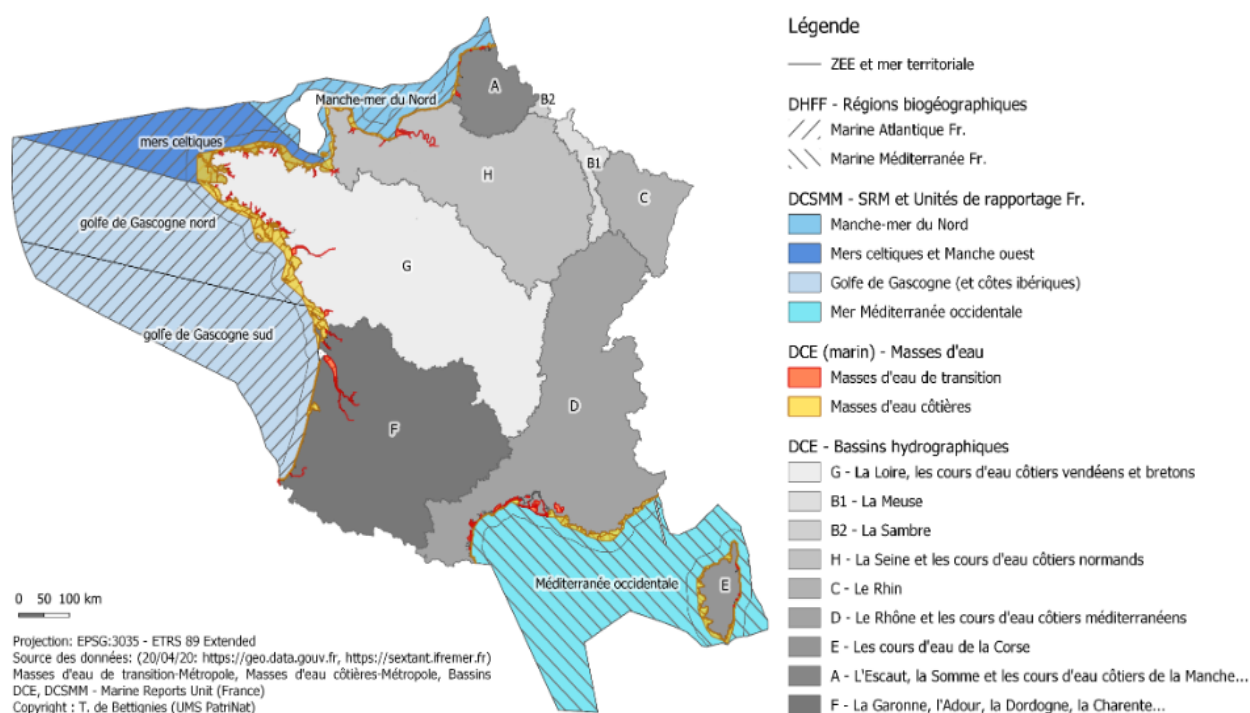 Manche-mer du Nord
A
B2
mers celtiques
B1
H
C
golfe de Gascogne nord
G
golfe de Gascogne sud
D
F
Méditerranée occidentale
E
0 50 100 km
Projection: EPSG:3035 - ETRS 89 Extended
Source des données: (20/04/20: https://geo.data.gouv.fr, https://sextant.ifremer.fr)
Masses d'eau de transition-Métropole, Masses d'eau côtières-Métropole, Bassins
DCE, DCSMM - Marine Reports Unit (France)
Copyright : T. de Bettignies (UMS PatriNat)
Légende
ZEE et mer territoriale
DHFF - Régions biogéographiques
Marine Atlantique Fr.
Marine Méditerranée Fr.
DCSMM - SRM et Unités de rapportage Fr.
Manche-mer du Nord
Mers celtiques et Manche ouest
Golfe de Gascogne (et côtes ibériques)
Mer Méditerranée occidentale
DCE (marin) - Masses d'eau
Masses d'eau de transition
Masses d'eau côtières
DCE - Bassins hydrographiques
G - La Loire, les cours d'eau côtiers vendéens et bretons
B1 - La Meuse
B2 - La Sambre
H - La Seine et les cours d'eau côtiers normands
C - Le Rhin
D - Le Rhône et les cours d'eau côtiers méditerranéens
E - Les cours d'eau de la Corse
A - L'Escaut, la Somme et les cours d'eau côtiers de la Manche...
F - La Garonne, l'Adour, la Dordogne, la Charente...